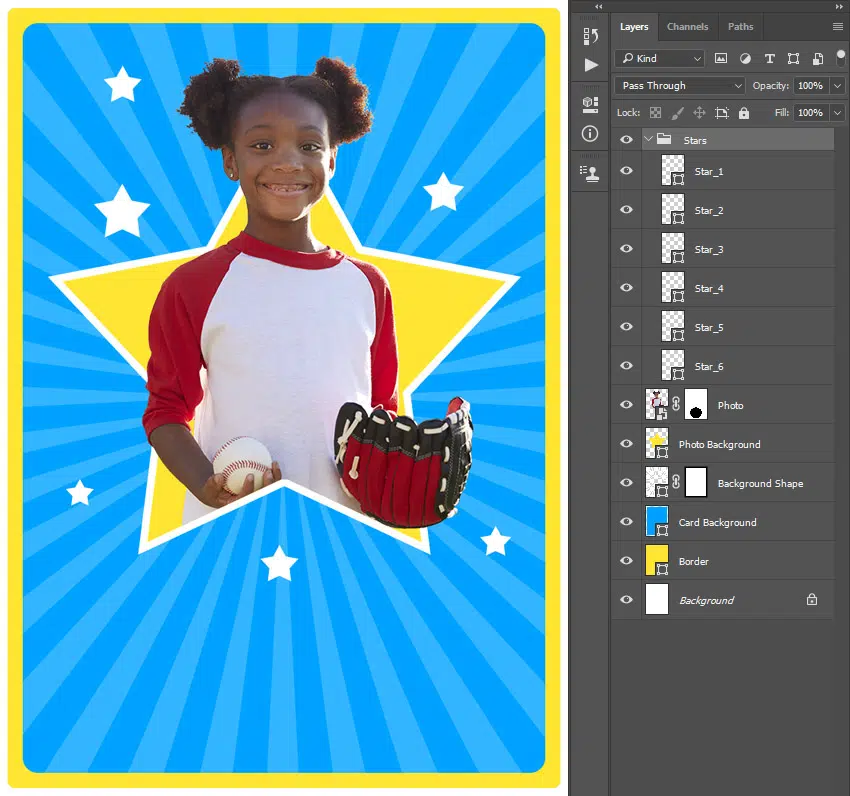 Layers Channels Paths
Kind
Pass Through Opacity: 100%
Lock: Fill: 100%
Stars
Star_1
Star_2
Star_3
Star_4
Star_5
Star_6
Photo
Photo Background
Background Shape
Card Background
Border
Background